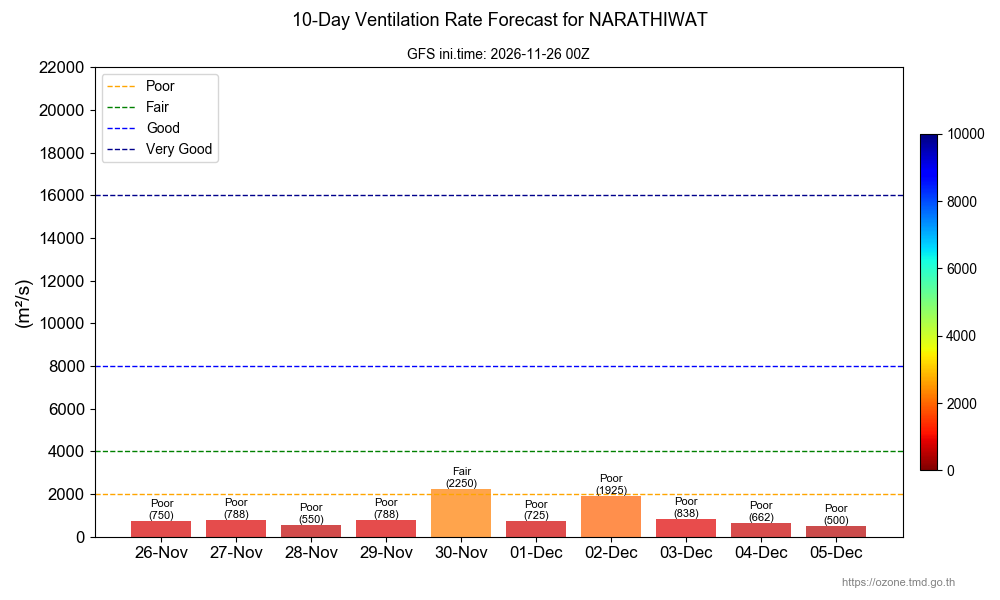 10-Day Ventilation Rate Forecast for NARATHIWAT
GFS ini.time: 2026-11-26 00Z
22000
20000
18000
16000
14000
12000
10000
8000
6000
4000
2000
0
(m²/s)
Poor
Fair
Good
Very Good
Poor
(750)
Poor
(788)
Poor
(550)
Poor
(788)
Fair
(2250)
Poor
(725)
Poor
(1925)
Poor
(838)
Poor
(662)
Poor
(500)
26-Nov
27-Nov
28-Nov
29-Nov
30-Nov
01-Dec
02-Dec
03-Dec
04-Dec
05-Dec
10000
8000
6000
4000
2000
0
https://ozone.tmd.go.th